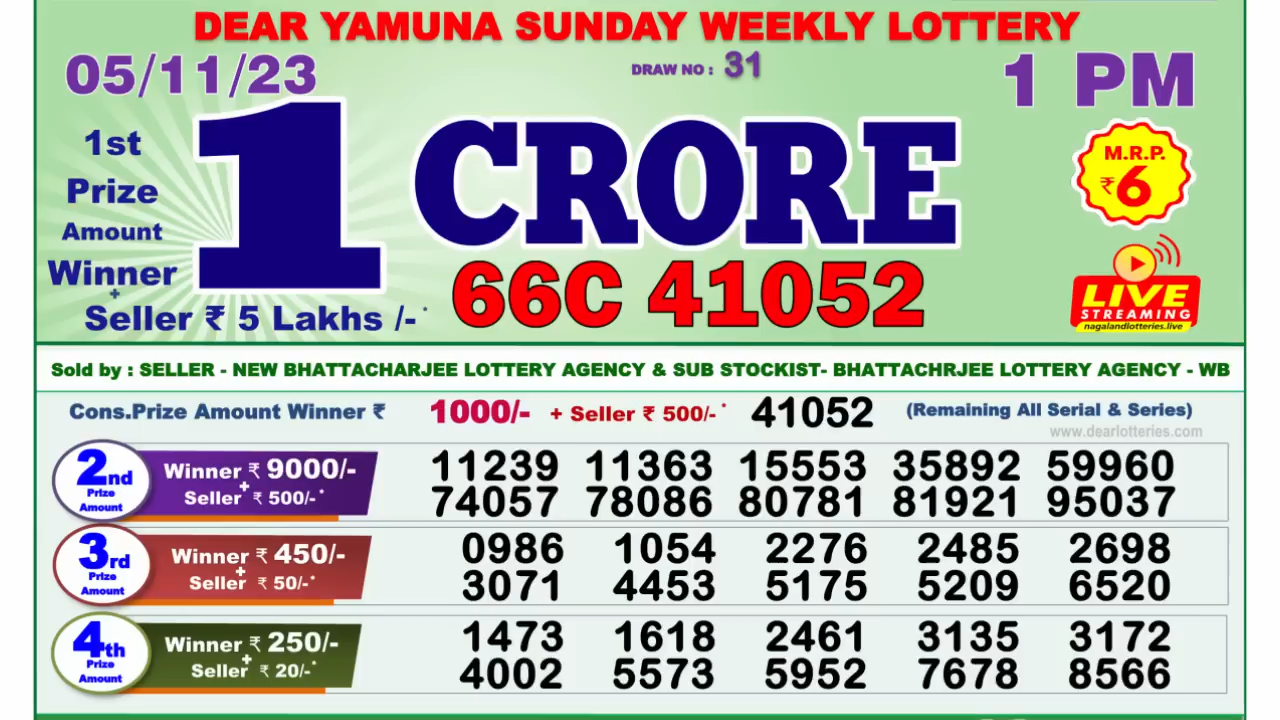 DEAR YAMUNA SUNDAY WEEKLY LOTTERY
05/11/23
DRAW NO : 31
1 PM
1st
Prize
Amount
Winner
+
Seller ₹ 5 Lakhs /-*
1 CRORE
66C 41052
M.R.P.
₹6
LIVE
STREAMING
nagalandlotteries.live
Sold by : SELLER - NEW BHATTACHARJEE LOTTERY AGENCY & SUB STOCKIST- BHATTACHRJEE LOTTERY AGENCY - WB
Cons.Prize Amount Winner ₹ 1000/- + Seller ₹ 500/-* 41052 (Remaining All Serial & Series)
www.dearlotteries.com
2nd
Prize
Amount
Winner ₹ 9000/-
+
Seller ₹ 500/-*
11239 11363 15553 35892 59960
74057 78086 80781 81921 95037
3rd
Prize
Amount
Winner ₹ 450/-
+
Seller ₹ 50/-*
0986 1054 2276 2485 2698
3071 4453 5175 5209 6520
4th
Prize
Amount
Winner ₹ 250/-
+
Seller ₹ 20/-*
1473 1618 2461 3135 3172
4002 5573 5952 7678 8566